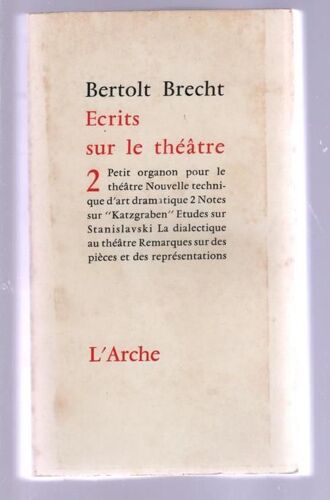 Bertolt Brecht
Ecrits
sur le théâtre
2 Petit organon pour le
théâtre Nouvelle techni-
que d'art dramatique 2 Notes
sur "Katzgraben" Etudes sur
Stanislavski La dialectique
au théâtre Remarques sur des
pièces et des représentations
L'Arche